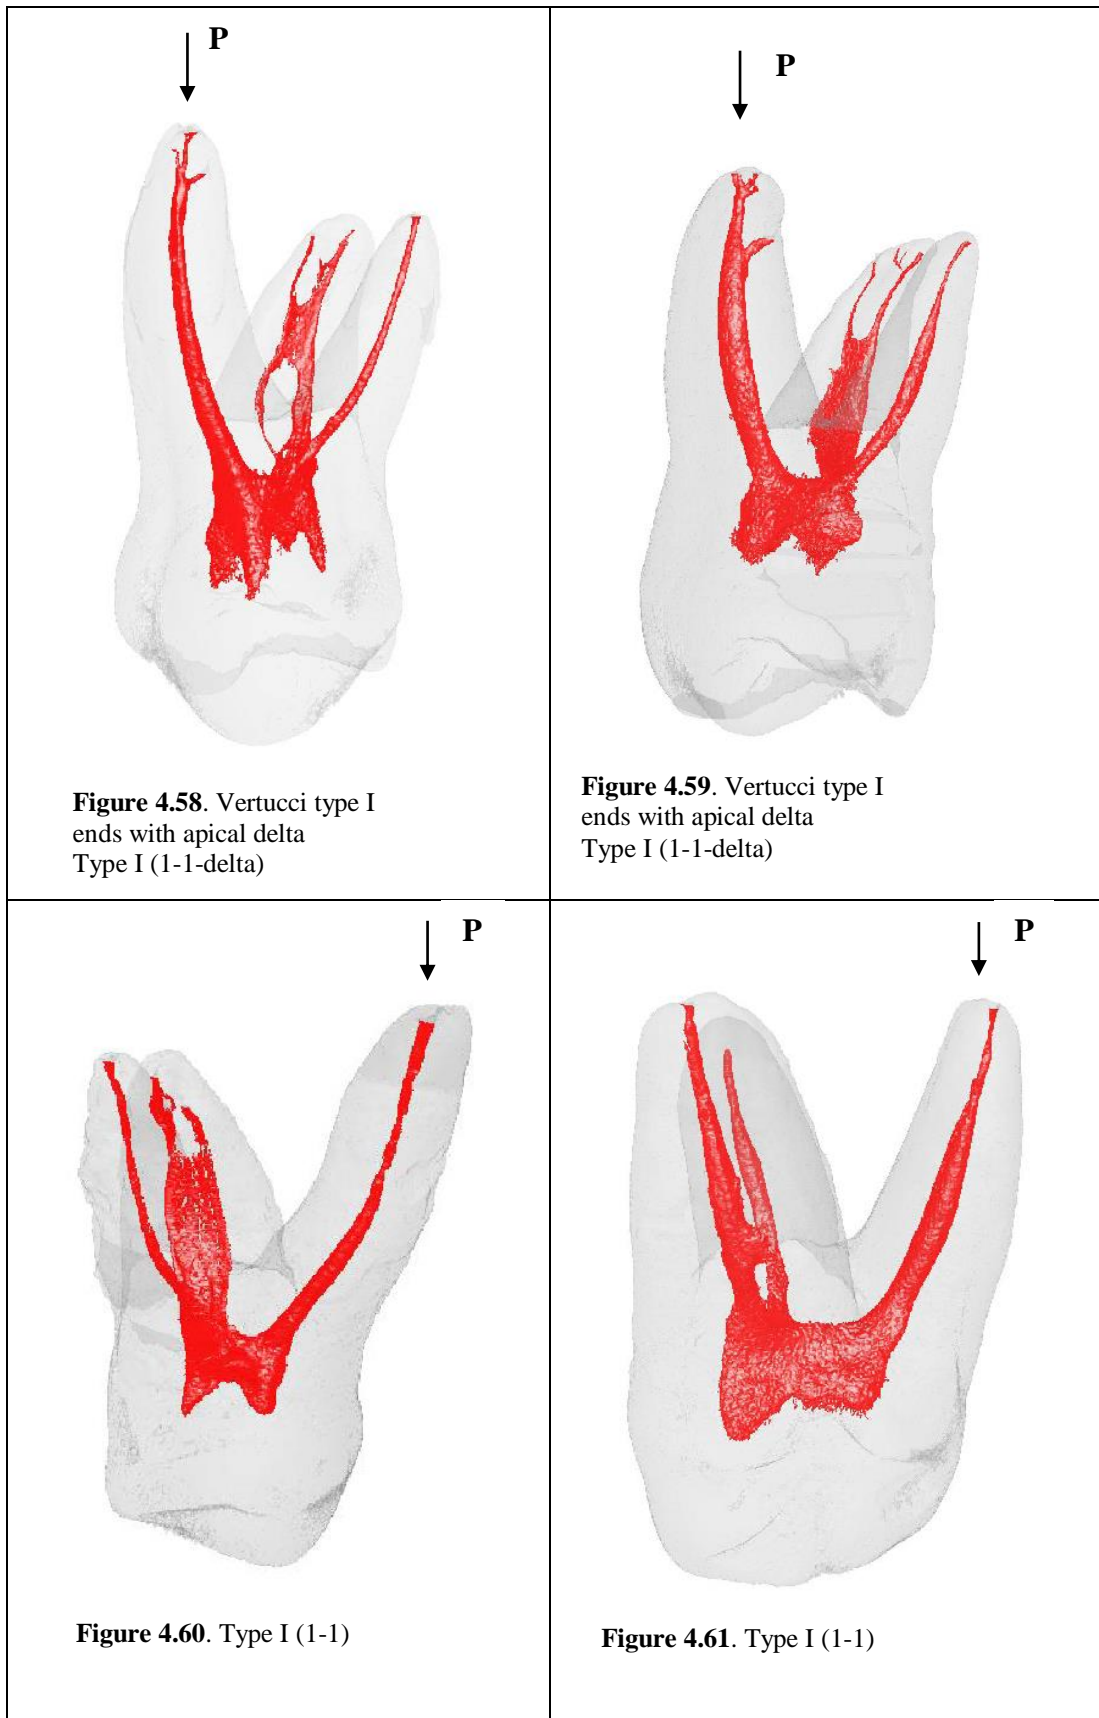 P
Figure 4.58. Vertucci type I
ends with apical delta
Type I (1-1-delta)
P
Figure 4.59. Vertucci type I
ends with apical delta
Type I (1-1-delta)
P
Figure 4.60. Type I (1-1)
P
Figure 4.61. Type I (1-1)